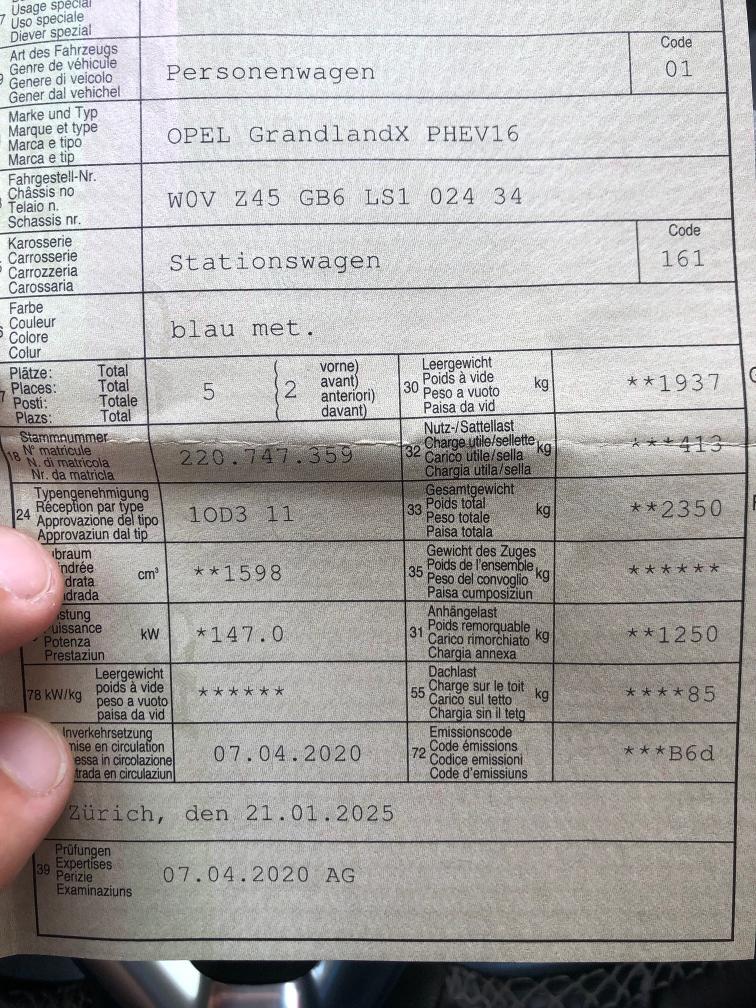 Usage spécial
Uso speciale
Diever spezial
Art des Fahrzeugs
Genre de véhicule
Genere di veicolo
Gener dal vehichel
Personenwagen
Code
01
Marke und Typ
Marque et type
Marca e tipo
Marca e tip
OPEL GrandlandX PHEV16
Fahrgestell-Nr.
Châssis no
Telaio n.
Schassis nr.
W0V Z45 GB6 LS1 024 34
Karosserie
Carrosserie
Carrozzeria
Carossaria
Stationswagen
Code
161
Farbe
Couleur
Colore
Colur
blau met.
Plätze: Total
Places: Total
Posti: Totale
Plazs: Total
5
2
vorne)
avant)
anteriori)
davant)
30 Leergewicht
Poids à vide kg
Peso a vuoto
Paisa da vid
**1937
18 Stammnummer
N° matricule
N. di matricola
Nr. da matricla
220.747.359
32 Nutz-/Sattellast
Charge utile/sellette kg
Carico utile/sella
Chargia utila/sella
***413
24 Typengenehmigung
Réception par type
Approvazione del tipo
Approvaziun dal tip
1OD3 11
33 Gesamtgewicht
Poids total kg
Peso totale
Paisa totala
**2350
cm³
**1598
35 Gewicht des Zuges
Poids de l'ensemble kg
Peso del convoglio
Paisa cumposiziun
******
Potenza kW
Prestaziun
*147.0
31 Anhängelast
Poids remorquable kg
Carico rimorchiato
Chargia annexa
**1250
78 kW/kg
Leergewicht
poids à vide
peso a vuoto
paisa da vid
******
55 Dachlast
Charge sur le toit kg
Carico sul tetto
Chargia sin il tetg
****85
Inverkehrsetzung
mise en circulation
essa in circolazione
trada en circulaziun
07.04.2020
72 Emissionscode
Code émissions
Codice emissioni
Code d'emissiuns
***B6d
Zürich, den 21.01.2025
39 Prüfungen
Expertises
Perizie
Examinaziuns
07.04.2020 AG